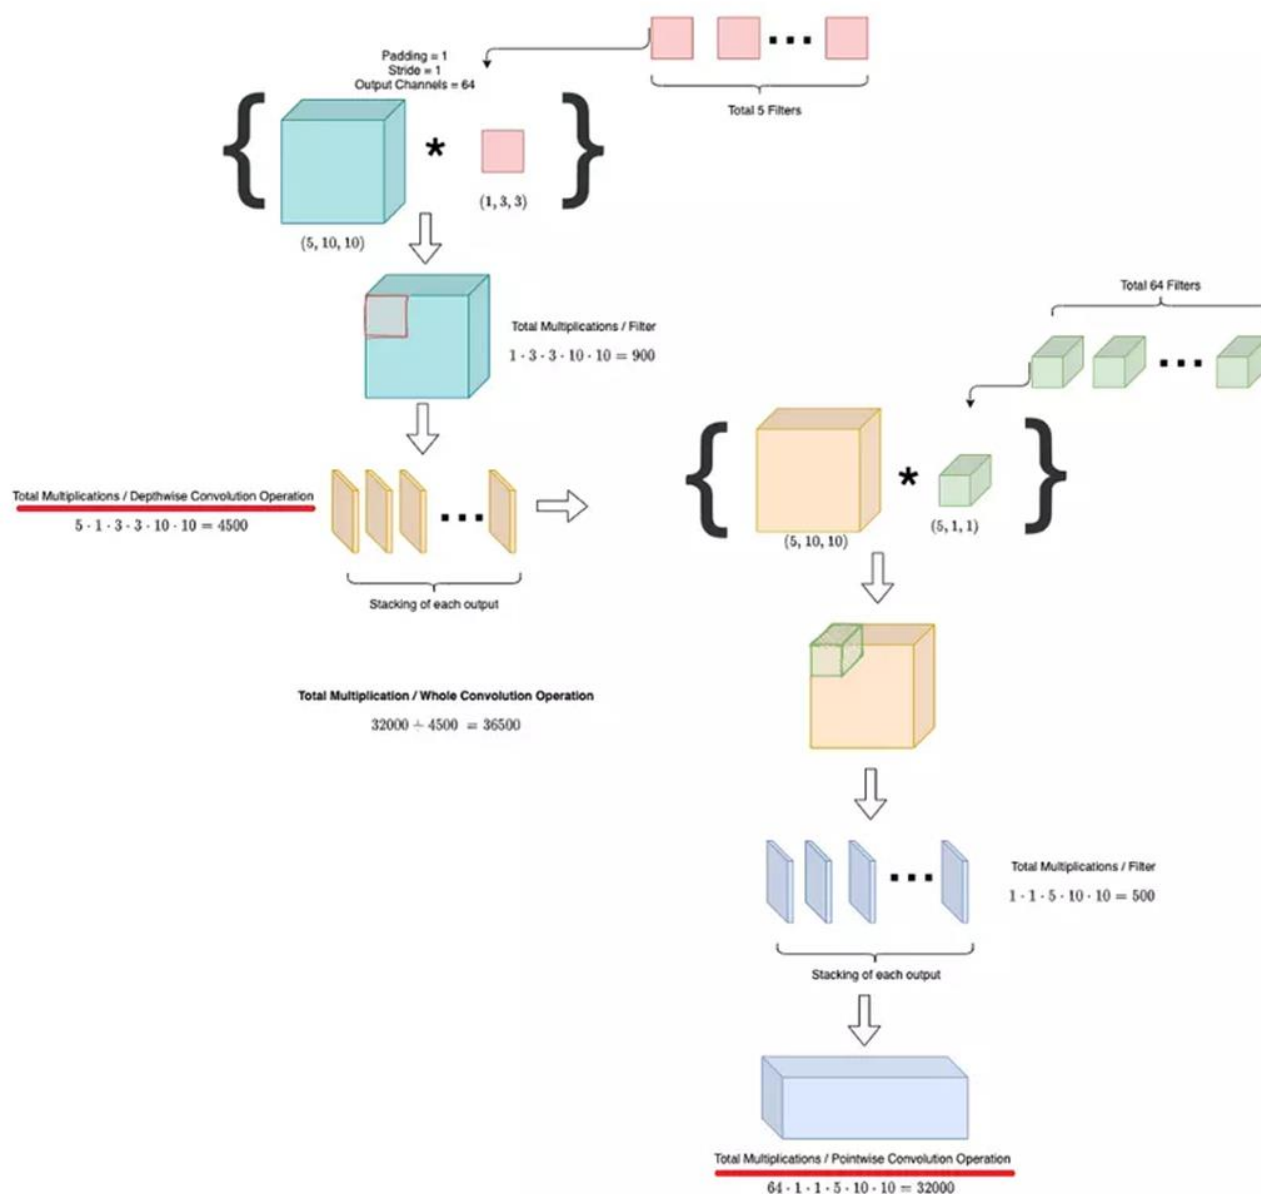 Padding = 1
Stride = 1
Output Channels = 64
Total 5 Filters
*
(1, 3, 3)
(5, 10, 10)
Total Multiplications / Filter
1 · 3 · 3 · 10 · 10 = 900
Total Multiplications / Depthwise Convolution Operation
5 · 1 · 3 · 3 · 10 · 10 = 4500
Stacking of each output
Total 64 Filters
*
(5, 10, 10)
(5, 1, 1)
Total Multiplication / Whole Convolution Operation
32000 + 4500 = 36500
Total Multiplications / Filter
1 · 1 · 5 · 10 · 10 = 500
Stacking of each output
Total Multiplications / Pointwise Convolution Operation
64 · 1 · 1 · 5 · 10 · 10 = 32000